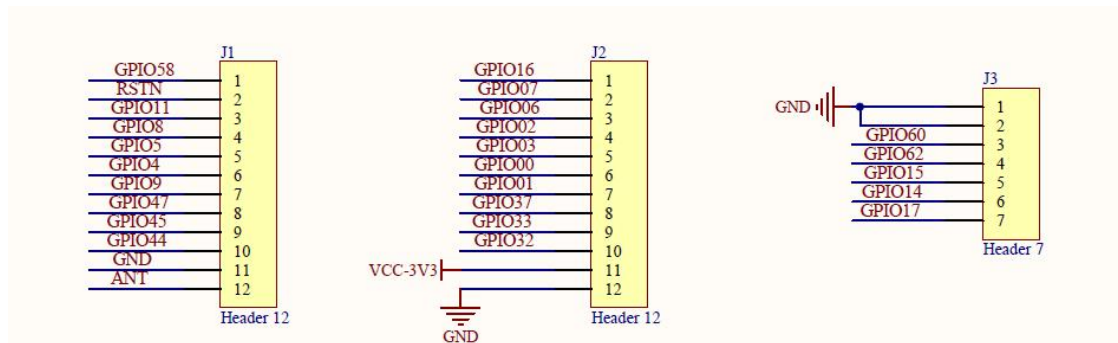 J1
GPIO58 1
RSTN 2
GPIO11 3
GPIO8 4
GPIO5 5
GPIO4 6
GPIO9 7
GPIO47 8
GPIO45 9
GPIO44 10
GND 11
ANT 12
Header 12
J2
GPIO16 1
GPIO07 2
GPIO06 3
GPIO02 4
GPIO03 5
GPIO00 6
GPIO01 7
GPIO37 8
GPIO33 9
GPIO32 10
VCC-3V3 11
12
GND
Header 12
J3
GND 1
2
GPIO60 3
GPIO62 4
GPIO15 5
GPIO14 6
GPIO17 7
Header 7